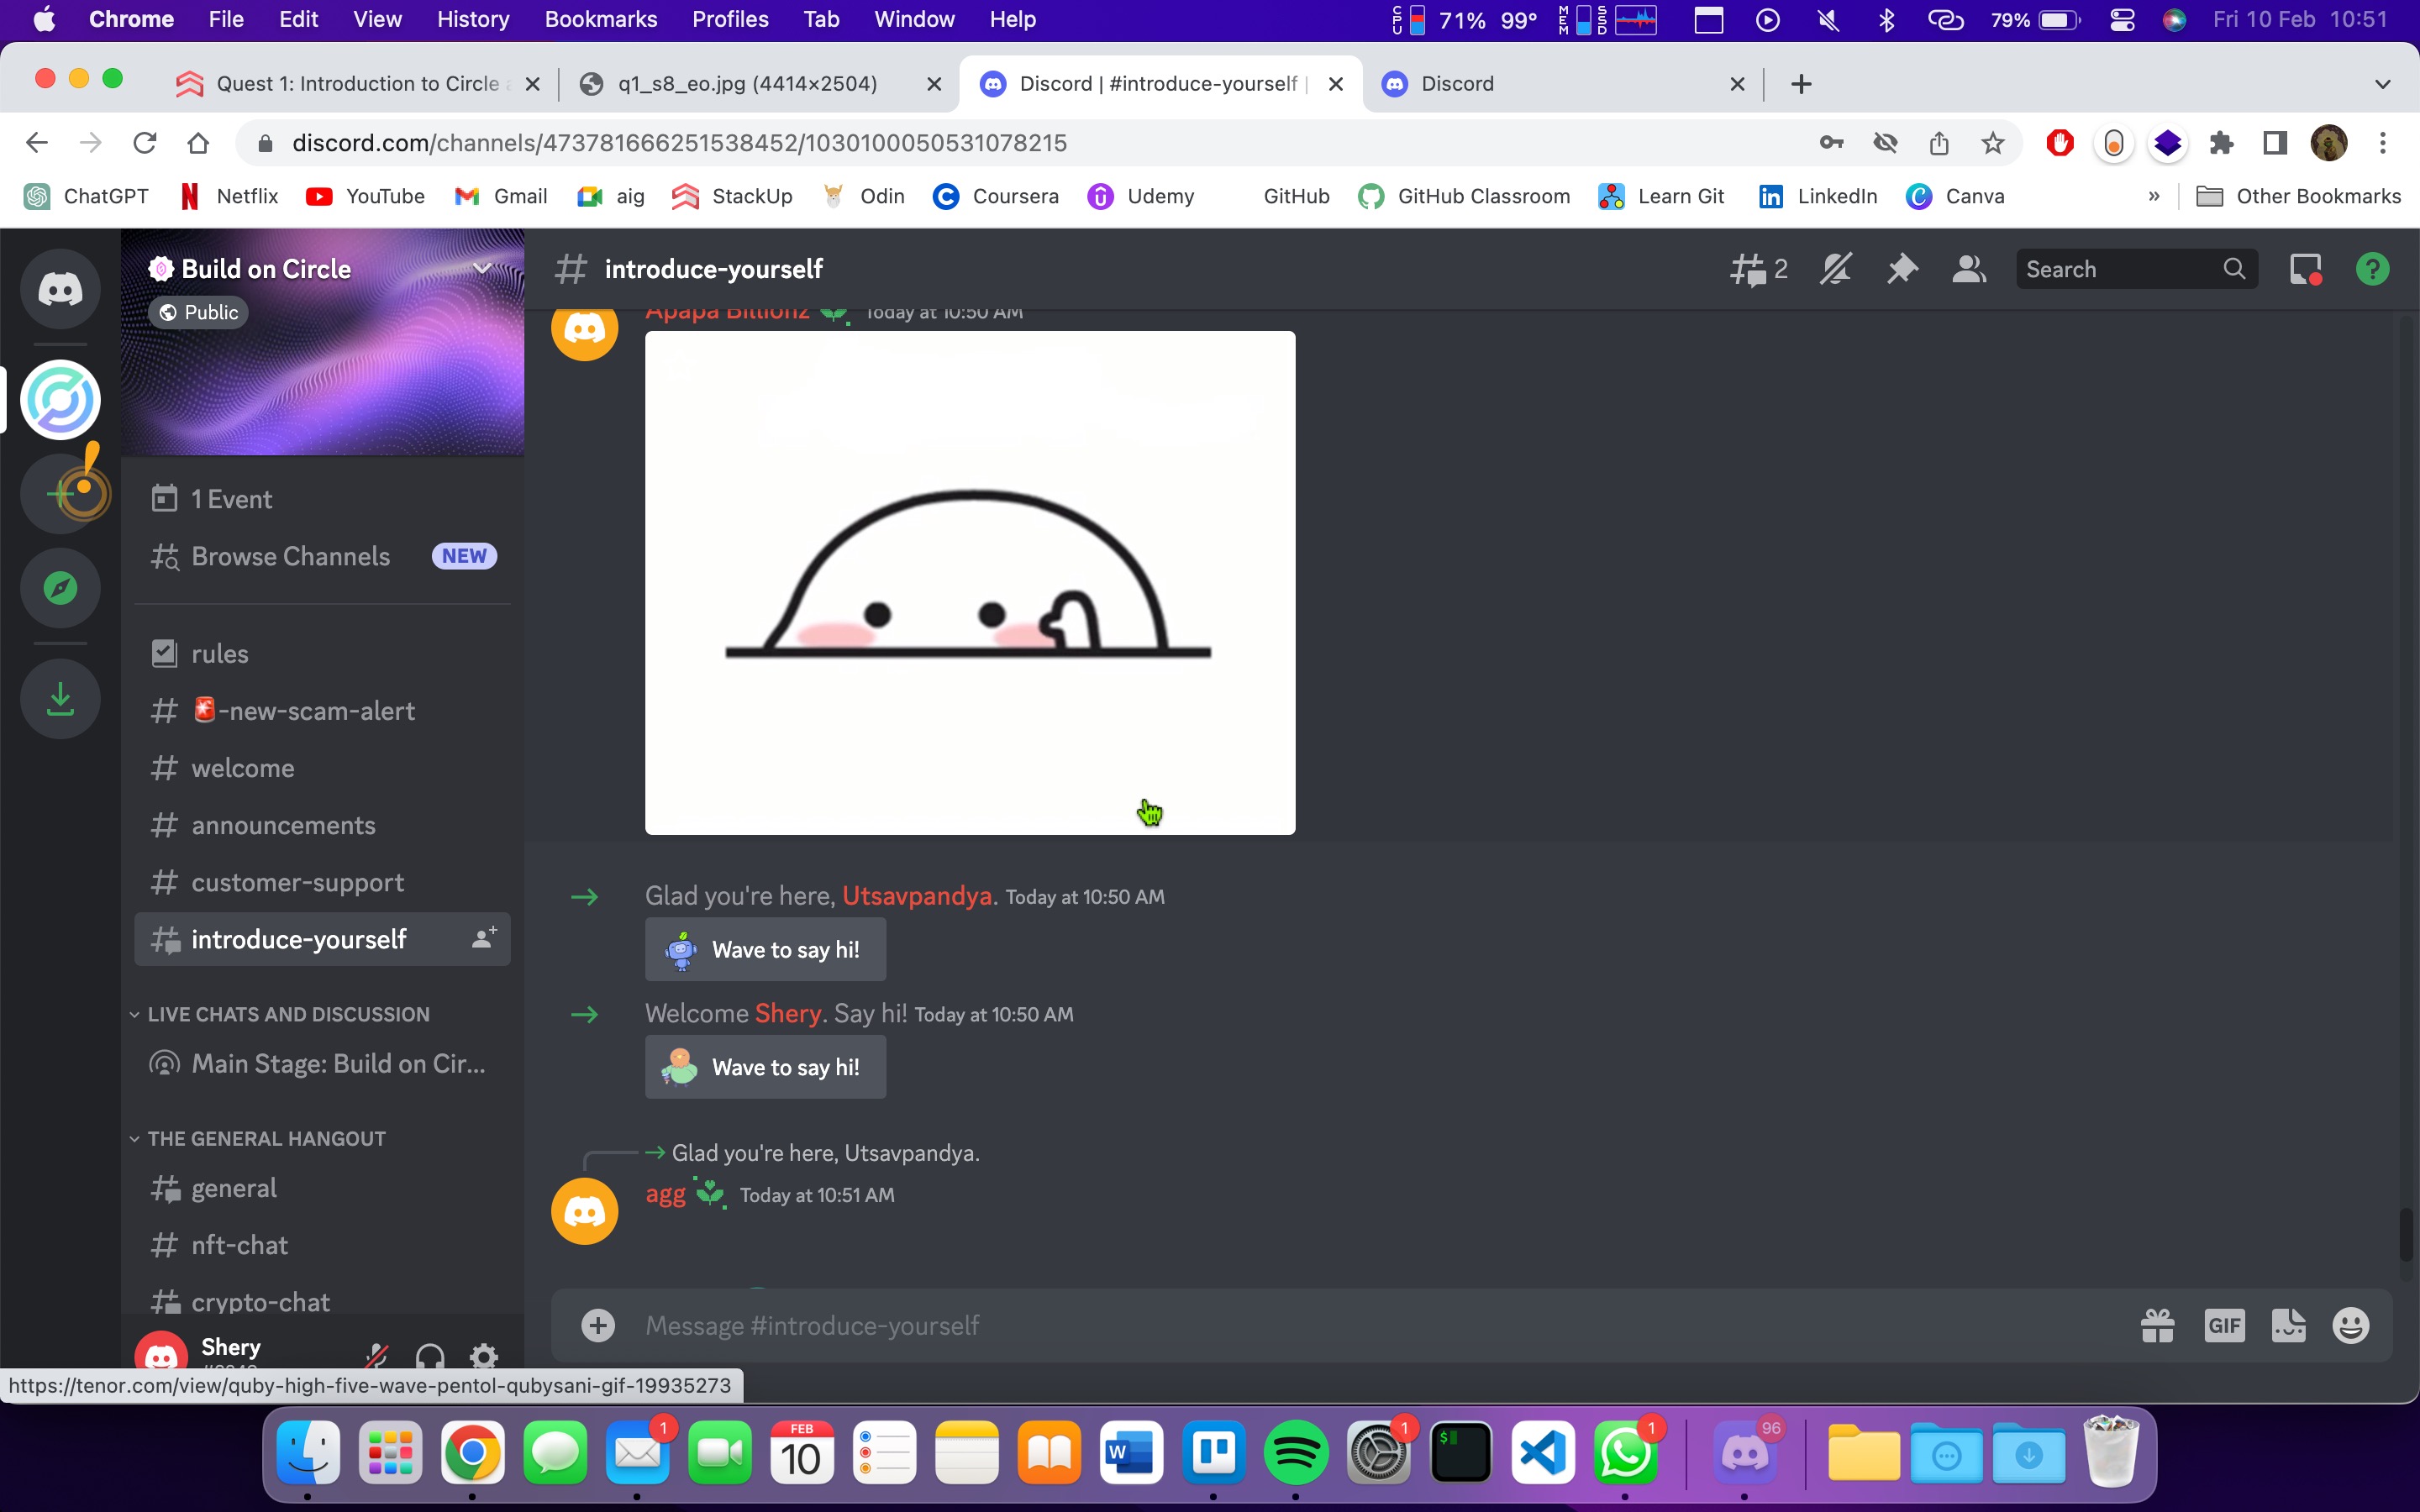 Chrome File Edit View History Bookmarks Profiles Tab Window Help
CPU 71% 99° MEM SSD 79% Fri 10 Feb 10:51
Quest 1: Introduction to Circle
q1_s8_eo.jpg (4414×2504)
Discord | #introduce-yourself |
Discord
discord.com/channels/473781666251538452/1030100050531078215
ChatGPT Netflix YouTube Gmail aig StackUp Odin Coursera Udemy GitHub GitHub Classroom Learn Git LinkedIn Canva » Other Bookmarks
Build on Circle
Public
1 Event
Browse Channels NEW
rules
-new-scam-alert
welcome
announcements
customer-support
introduce-yourself
LIVE CHATS AND DISCUSSION
Main Stage: Build on Cir...
THE GENERAL HANGOUT
general
nft-chat
crypto-chat
Shery
introduce-yourself
2
Search
Apapa Billionz Today at 10:50 AM
Glad you're here, Utsavpandya. Today at 10:50 AM
Wave to say hi!
Welcome Shery. Say hi! Today at 10:50 AM
Wave to say hi!
Glad you're here, Utsavpandya.
agg Today at 10:51 AM
Message #introduce-yourself
GIF
https://tenor.com/view/quby-high-five-wave-pentol-qubysani-gif-19935273
1
FEB
10
W
1
$
1
96